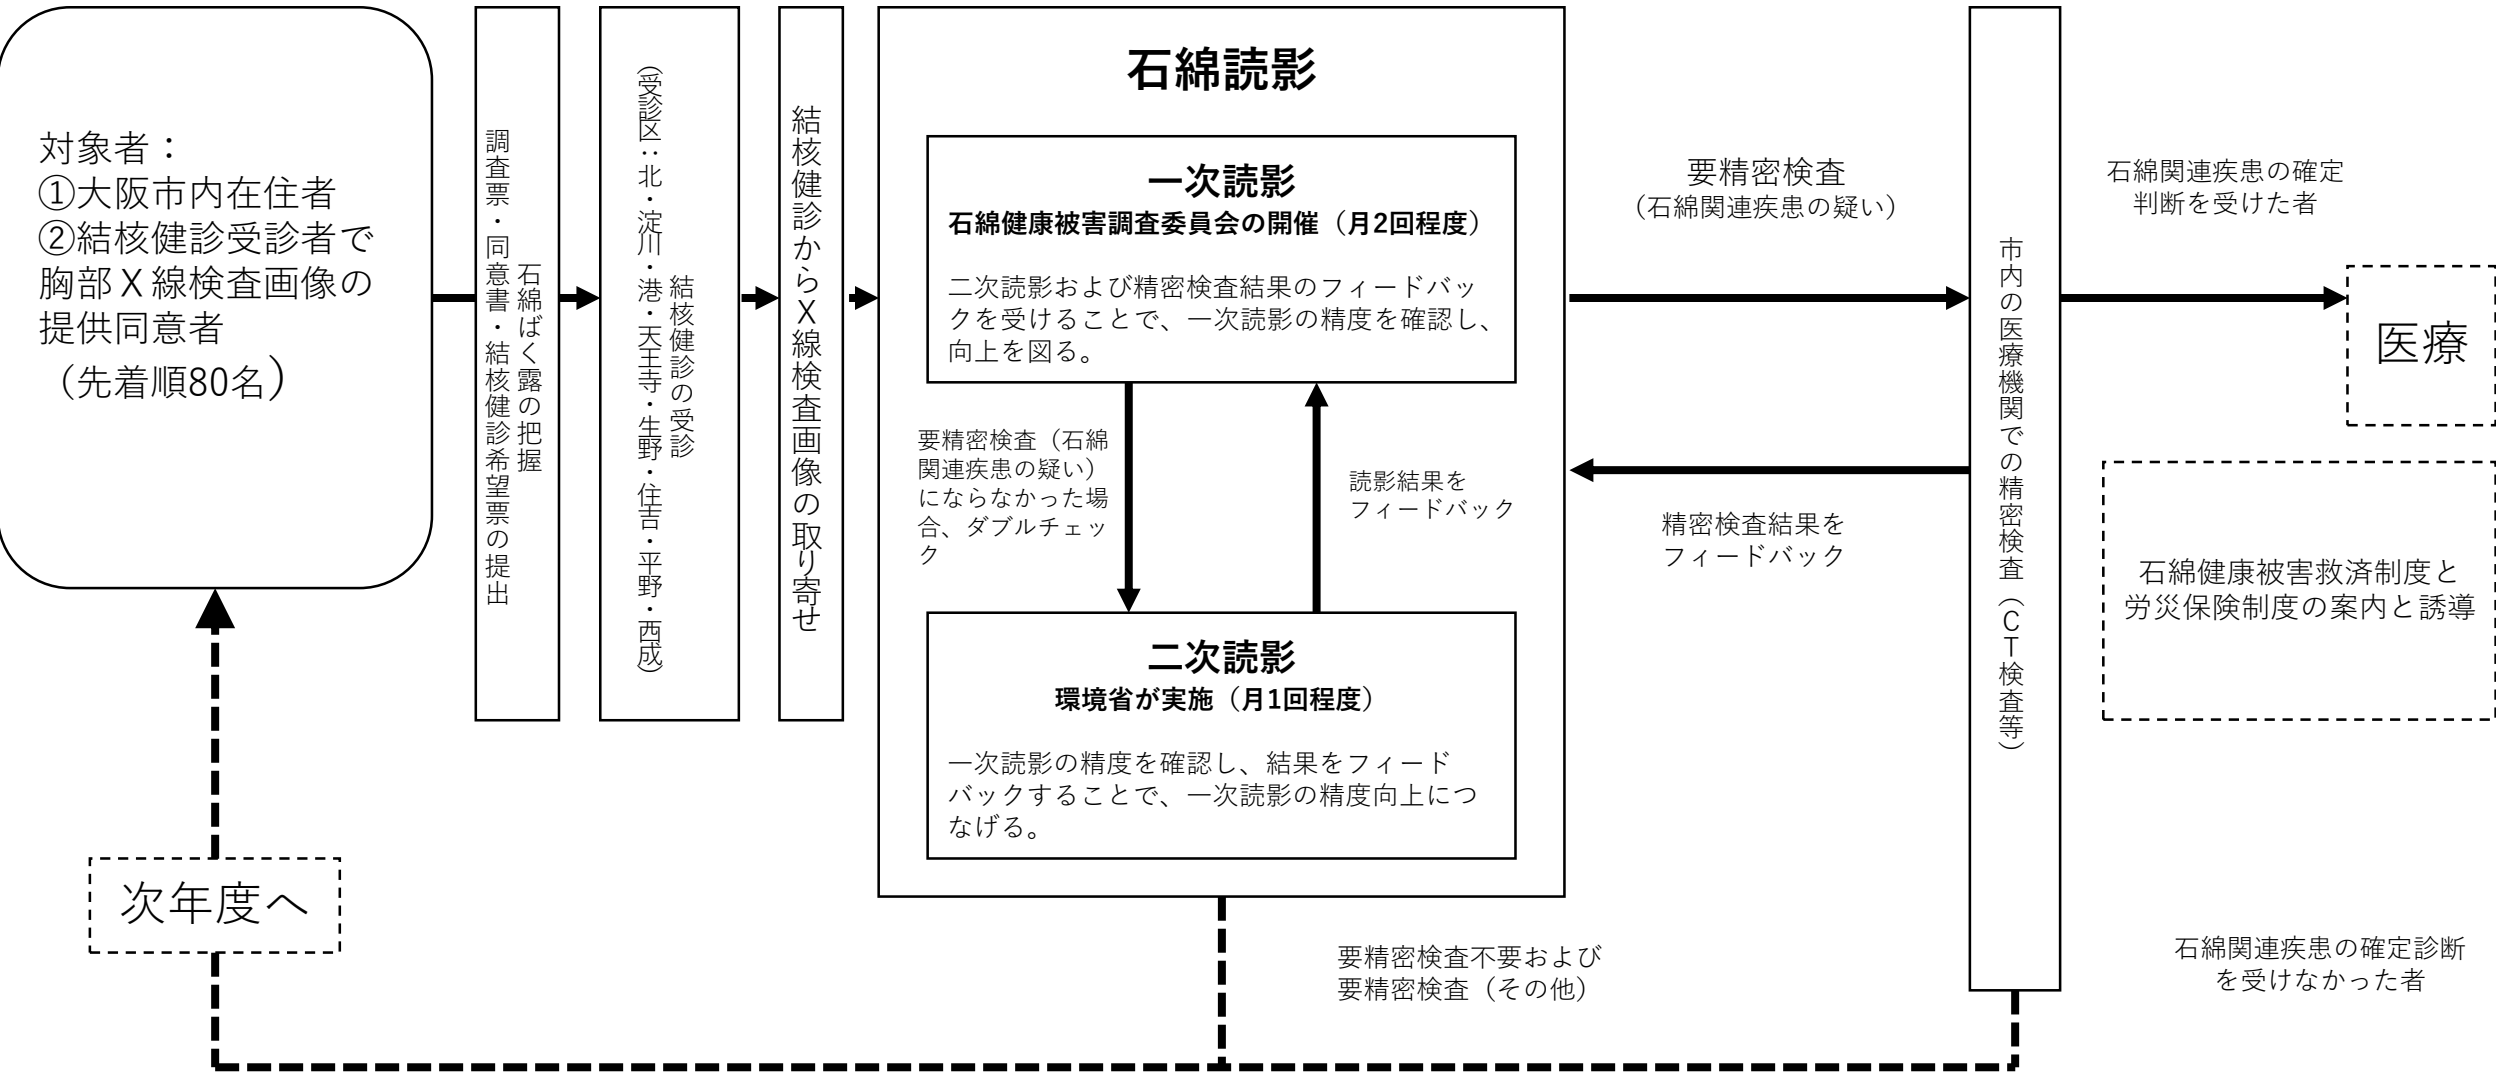 対象者：
①大阪市内在住者
②結核健診受診者で
胸部Ｘ線検査画像の
提供同意者
（先着順80名）
石綿ばく露の把握
調査票・同意書・結核健診希望票の提出
結核健診の受診
（受診区：北・淀川・港・天王寺・生野・住吉・平野・西成）
結核健診からＸ線検査画像の取り寄せ
石綿読影
一次読影
石綿健康被害調査委員会の開催（月2回程度）
二次読影および精密検査結果のフィードバッ
クを受けることで、一次読影の精度を確認し、
向上を図る。
要精密検査（石綿
関連疾患の疑い）
にならなかった場
合、ダブルチェッ
ク
読影結果を
フィードバック
二次読影
環境省が実施（月1回程度）
一次読影の精度を確認し、結果をフィード
バックすることで、一次読影の精度向上につ
なげる。
要精密検査
（石綿関連疾患の疑い）
精密検査結果を
フィードバック
市内の医療機関での精密検査（ＣＴ検査等）
石綿関連疾患の確定
判断を受けた者
医療
石綿健康被害救済制度と
労災保険制度の案内と誘導
石綿関連疾患の確定診断
を受けなかった者
要精密検査不要および
要精密検査（その他）
次年度へ